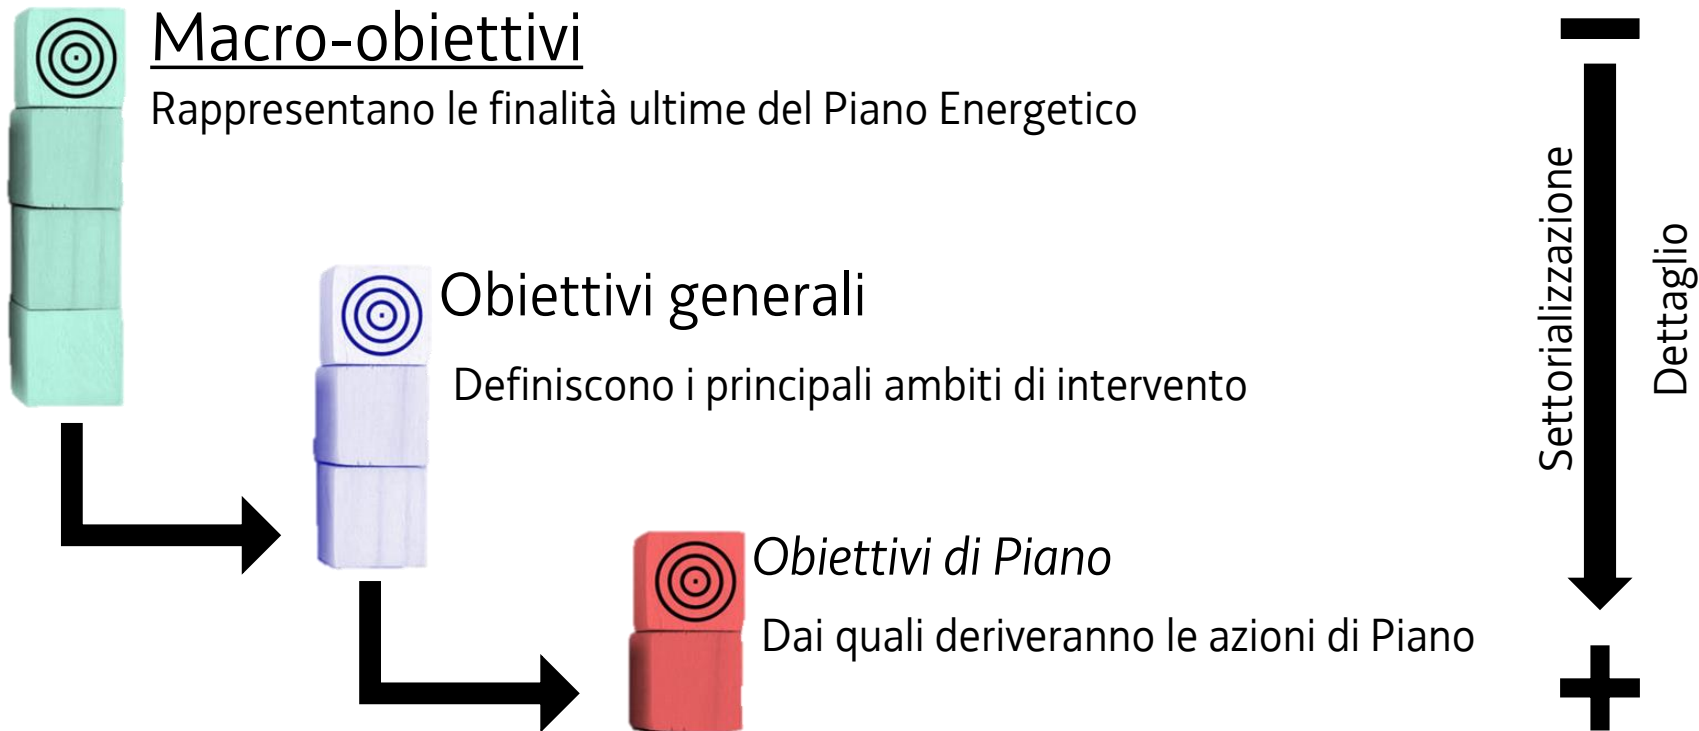 Macro-obiettivi
Rappresentano le finalità ultime del Piano Energetico
Obiettivi generali
Definiscono i principali ambiti di intervento
Obiettivi di Piano
Dai quali deriveranno le azioni di Piano
Settorializzazione
Dettaglio